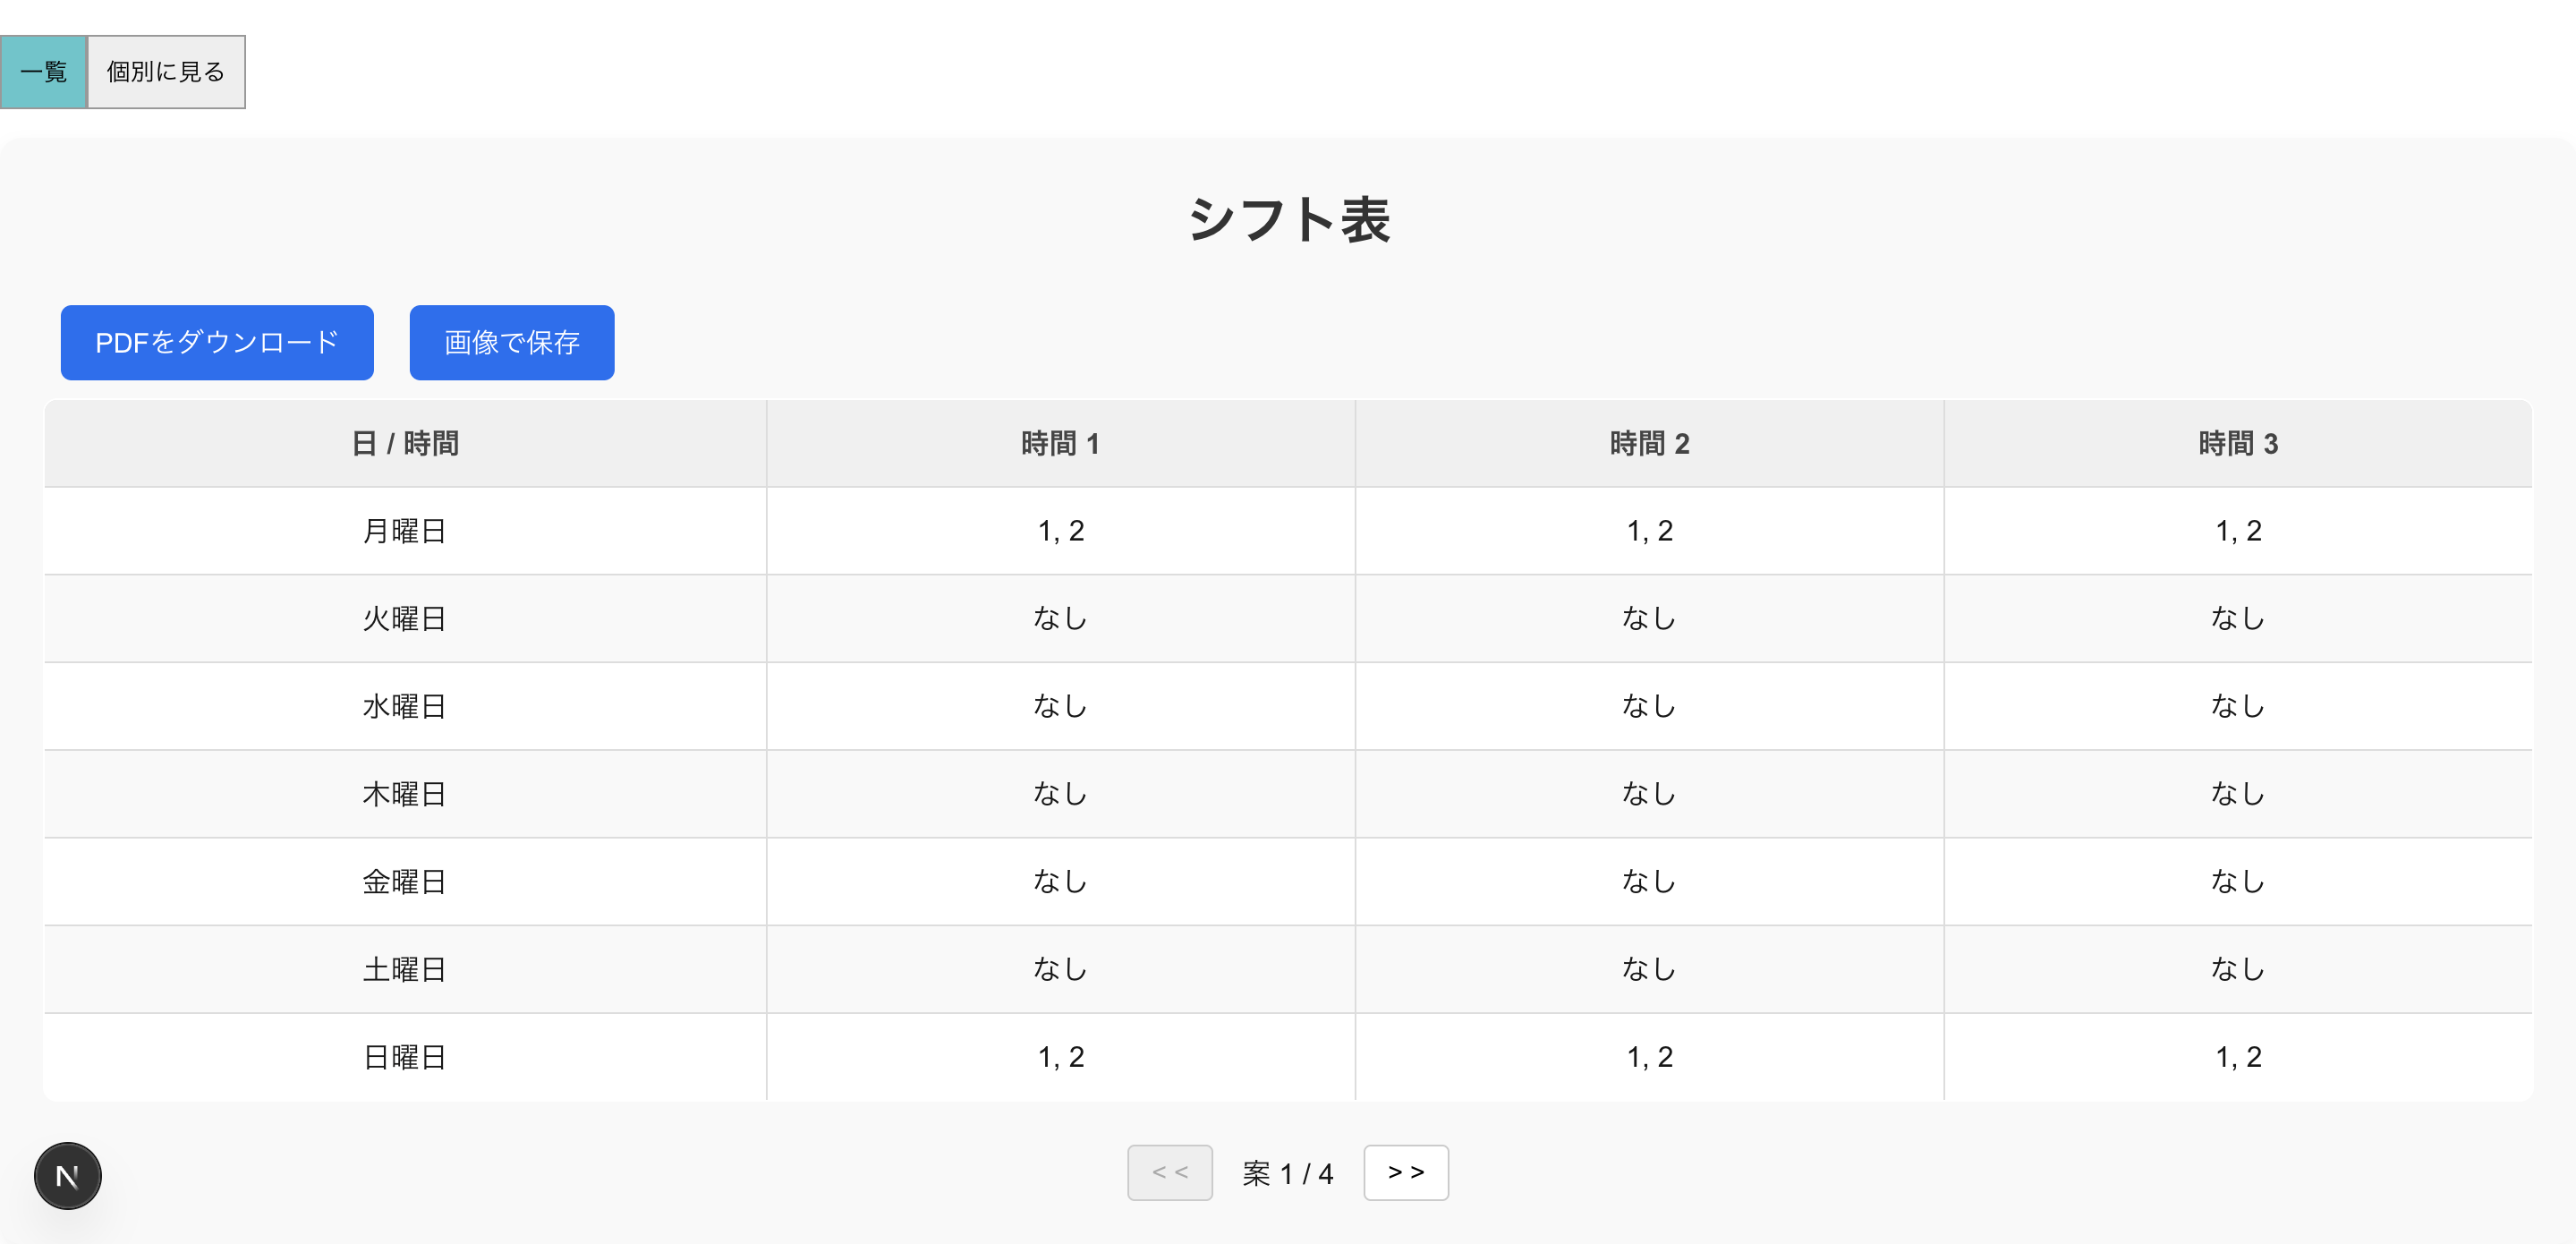 一覧 個別に見る
シフト表
PDFをダウンロード 画像で保存
日 / 時間 時間 1 時間 2 時間 3
月曜日 1, 2 1, 2 1, 2
火曜日 なし なし なし
水曜日 なし なし なし
木曜日 なし なし なし
金曜日 なし なし なし
土曜日 なし なし なし
日曜日 1, 2 1, 2 1, 2
N
< < 案 1 / 4 > >